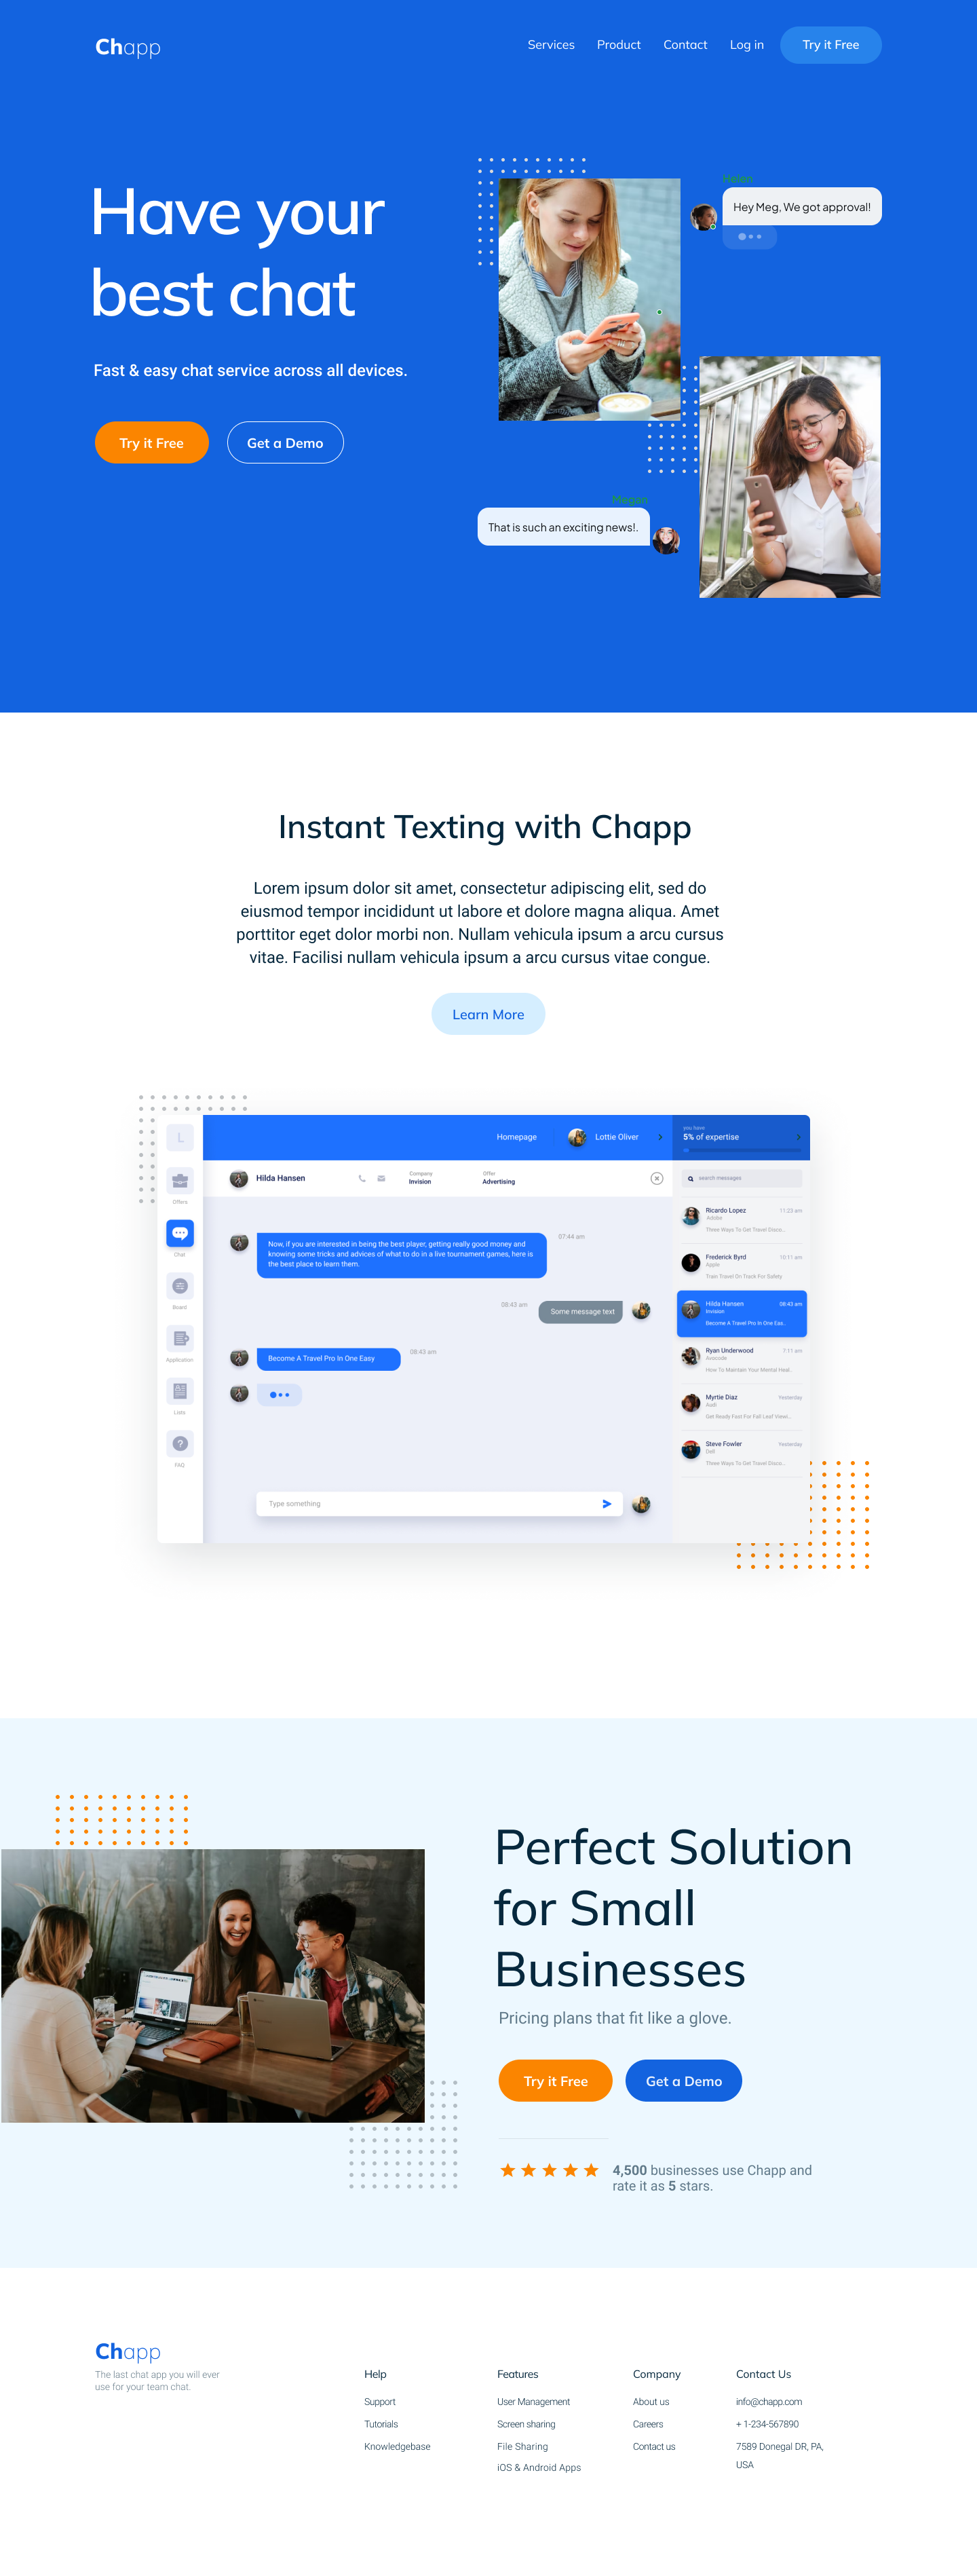 Chapp
Services
Product
Contact
Log in
Try it Free
Have your
best chat
Fast & easy chat service across all devices.
Try it Free
Get a Demo
Helen
Hey Meg, We got approval!
Megan
That is such an exciting news!.
Instant Texting with Chapp
Lorem ipsum dolor sit amet, consectetur adipiscing elit, sed do
eiusmod tempor incididunt ut labore et dolore magna aliqua. Amet
porttitor eget dolor morbi non. Nullam vehicula ipsum a arcu cursus
vitae. Facilisi nullam vehicula ipsum a arcu cursus vitae congue.
Learn More
L
Offers
Chat
Board
Application
Lists
FAQ
Homepage
Lottie Oliver
you have
5% of expertise
Hilda Hansen
Company
Invision
Offer
Advertising
search messages
Now, if you are interested in being the best player, getting really good money and
knowing some tricks and advices of what to do in a live tournament games, here is
the best place to learn them.
07:44 am
08:43 am
Some message text
Become A Travel Pro In One Easy
08:43 am
Type something
Ricardo Lopez
11:23 am
Adobe
Three Ways To Get Travel Disco...
Frederick Byrd
10:11 am
Apple
Train Travel On Track For Safety
Hilda Hansen
08:43 am
Invision
Become A Travel Pro In One Eas..
Ryan Underwood
7:11 am
Avocode
How To Maintain Your Mental Heal..
Myrtie Diaz
Yesterday
Audi
Get Ready Fast For Fall Leaf Viewi...
Steve Fowler
Yesterday
Dell
Three Ways To Get Travel Disco...
Perfect Solution
for Small
Businesses
Pricing plans that fit like a glove.
Try it Free
Get a Demo
4,500 businesses use Chapp and
rate it as 5 stars.
Chapp
The last chat app you will ever
use for your team chat.
Help
Support
Tutorials
Knowledgebase
Features
User Management
Screen sharing
File Sharing
iOS & Android Apps
Company
About us
Careers
Contact us
Contact Us
info@chapp.com
+ 1-234-567890
7589 Donegal DR, PA,
USA